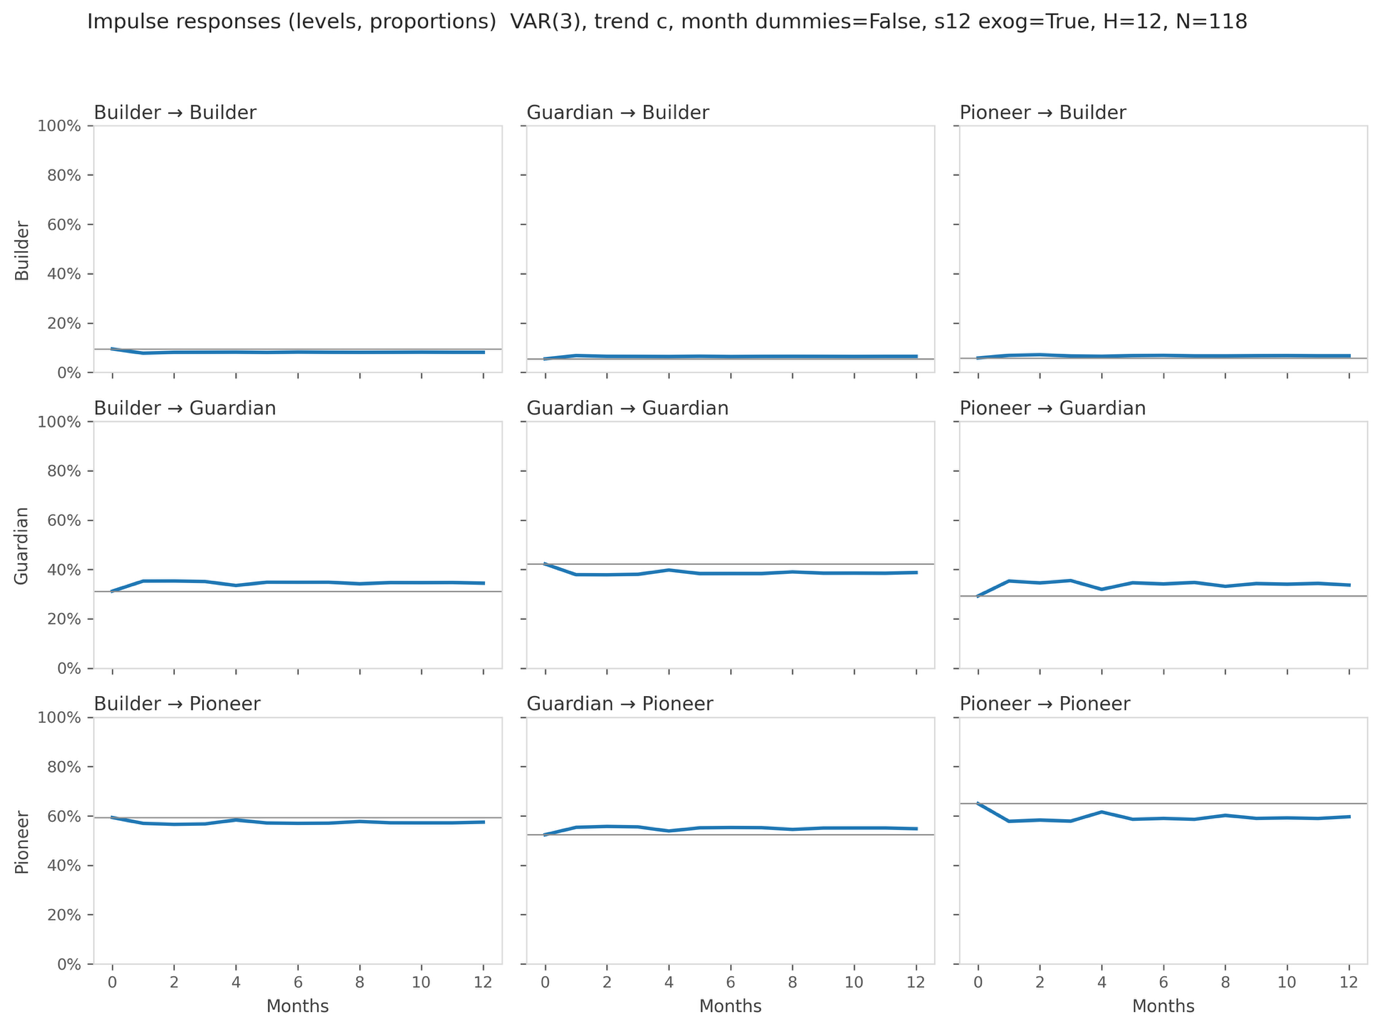 Impulse responses (levels, proportions)  VAR(3), trend c, month dummies=False, s12 exog=True, H=12, N=118
Builder → Builder
Guardian → Builder
Pioneer → Builder
Builder
100%
80%
60%
40%
20%
0%
Builder → Guardian
Guardian → Guardian
Pioneer → Guardian
Guardian
100%
80%
60%
40%
20%
0%
Builder → Pioneer
Guardian → Pioneer
Pioneer → Pioneer
Pioneer
100%
80%
60%
40%
20%
0%
0 2 4 6 8 10 12
0 2 4 6 8 10 12
0 2 4 6 8 10 12
Months
Months
Months